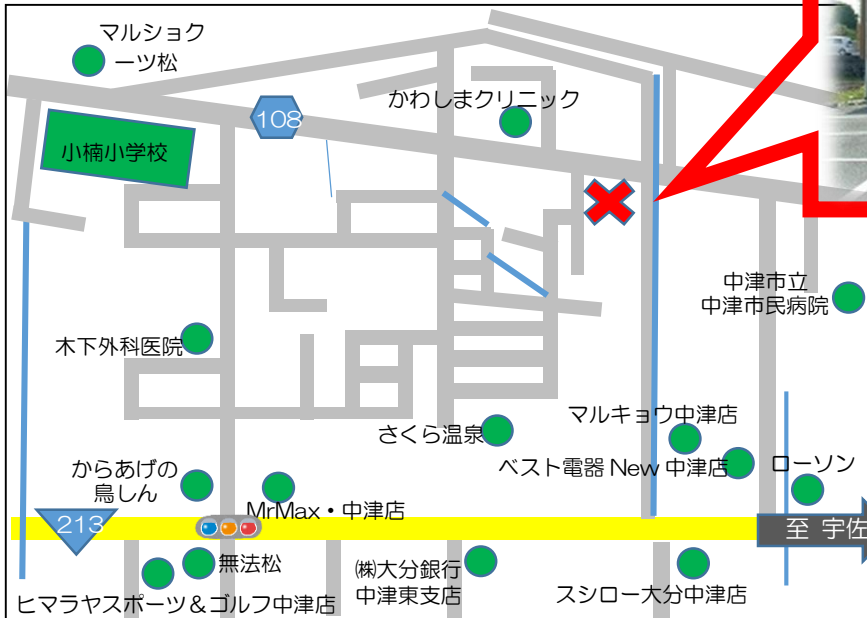 マルショク
一ツ松
108
かわしまクリニック
小楠小学校
中津市立
中津市民病院
木下外科医院
マルキョウ中津店
さくら温泉
ベスト電器 New 中津店
ローソン
からあげの
鳥しん
MrMax・中津店
213
至 宇佐
無法松
㈱大分銀行
中津東支店
スシロー大分中津店
ヒマラヤスポーツ&ゴルフ中津店